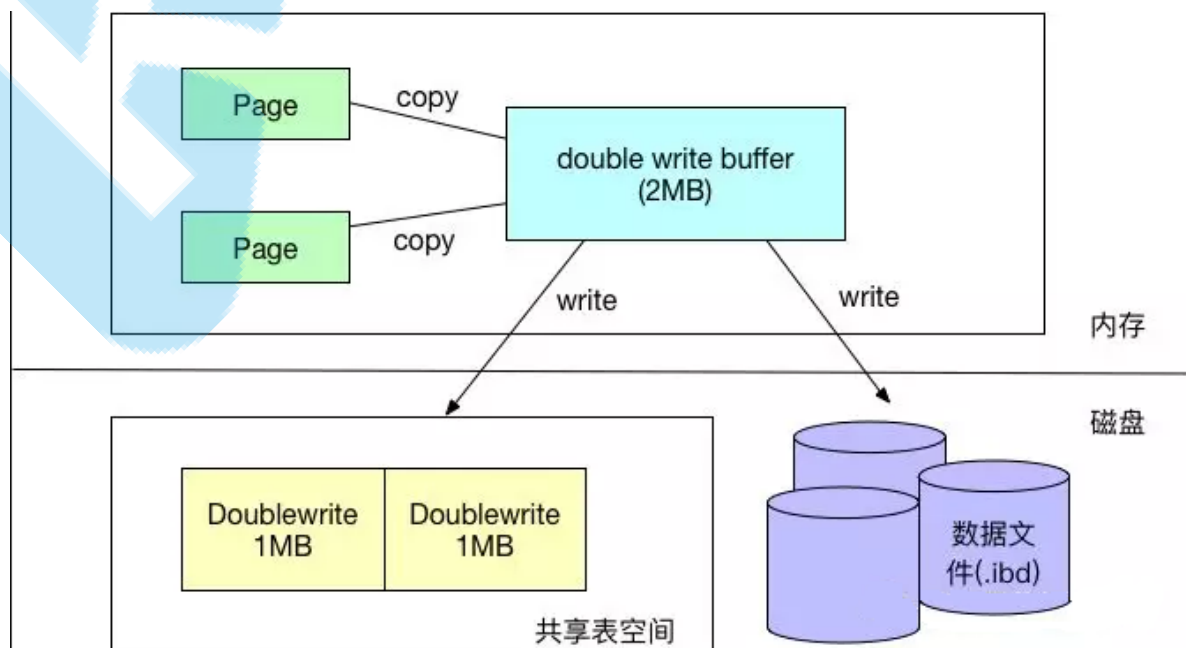 Page
copy
double write buffer
(2MB)
Page
copy
write
write
内存
磁盘
Doublewrite
1MB
Doublewrite
1MB
数据文
件(.ibd)
共享表空间